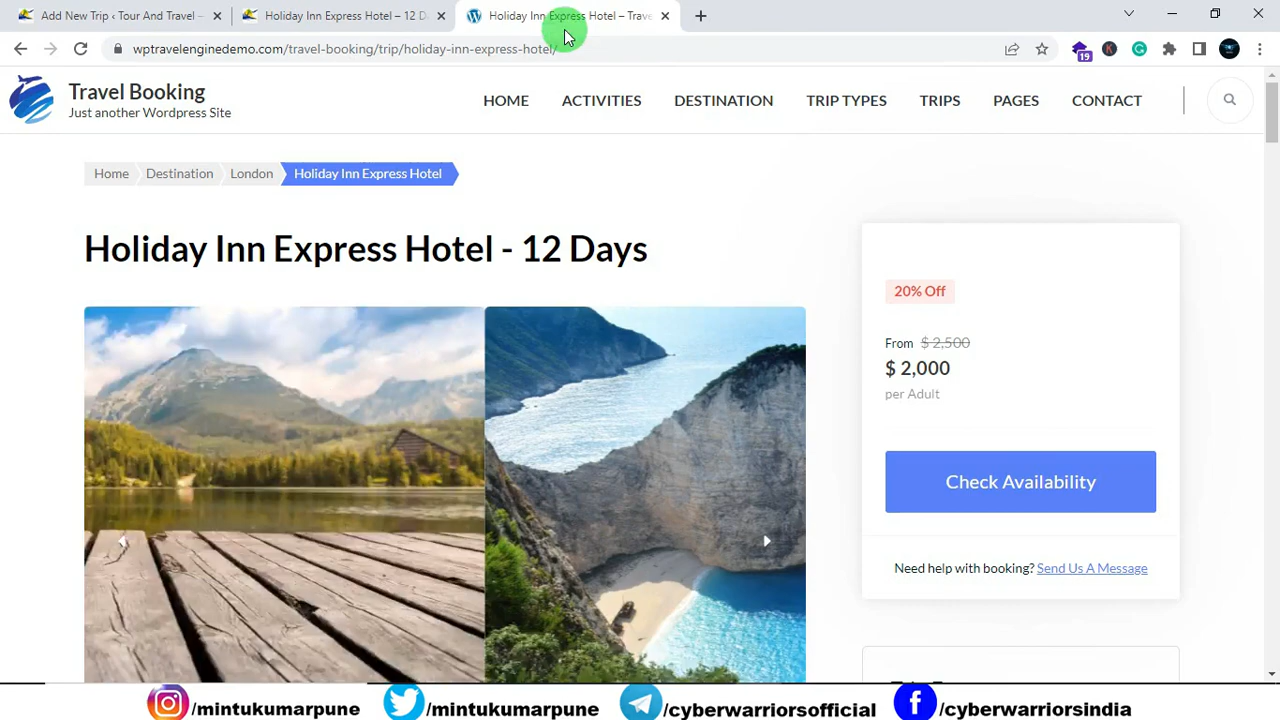 Add New Trip ‹ Tour And Travel –
Holiday Inn Express Hotel – 12 D
Holiday Inn Express Hotel – Trave
wptravelenginedemo.com/travel-booking/trip/holiday-inn-express-hotel/
19
K
Travel Booking
Just another Wordpress Site
HOME
ACTIVITIES
DESTINATION
TRIP TYPES
TRIPS
PAGES
CONTACT
Home
Destination
London
Holiday Inn Express Hotel
Holiday Inn Express Hotel - 12 Days
20% Off
From $ 2,500
$ 2,000
per Adult
Check Availability
Need help with booking? Send Us A Message
/mintukumarpune
/mintukumarpune
/cyberwarriorsofficial
/cyberwarriorsindia